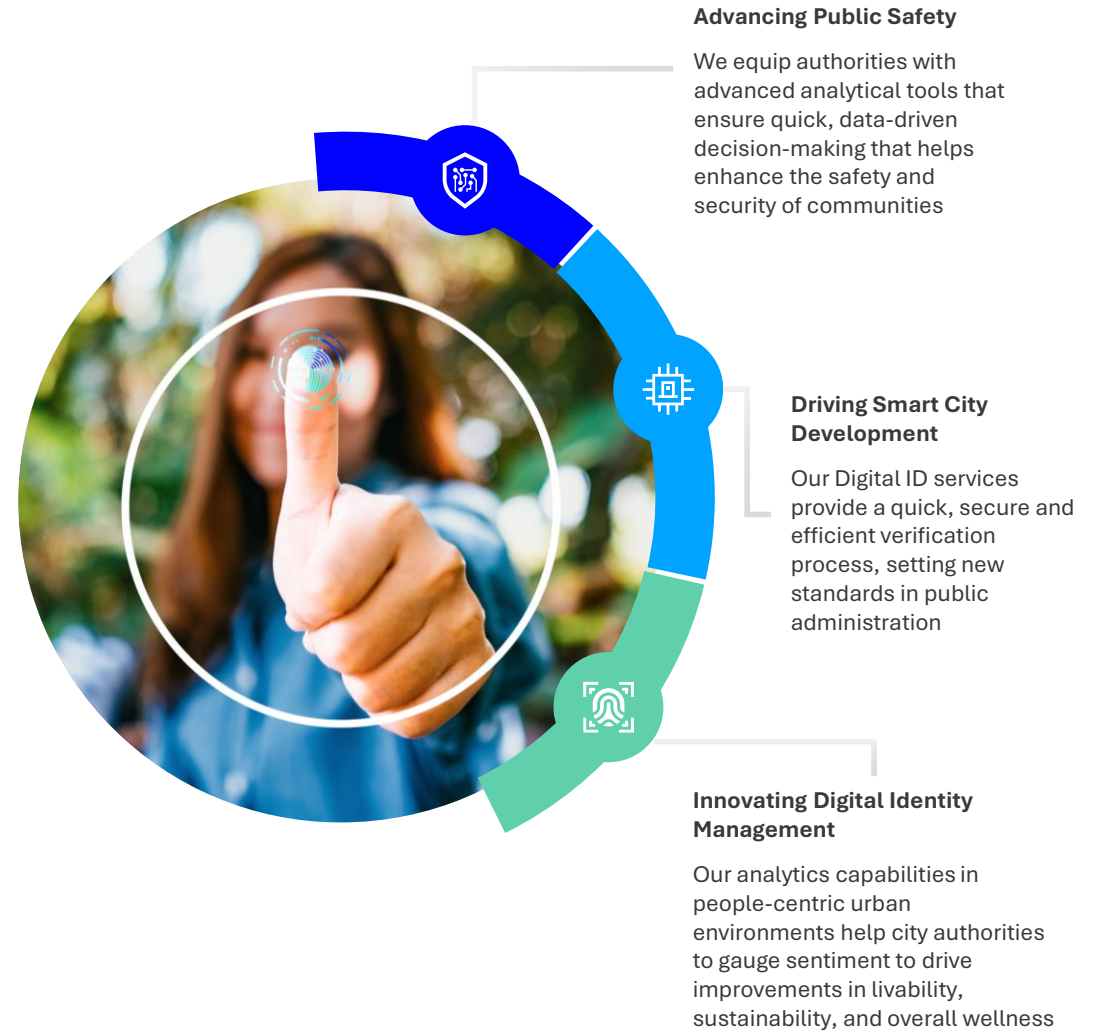 Advancing Public Safety
We equip authorities with
advanced analytical tools that
ensure quick, data-driven
decision-making that helps
enhance the safety and
security of communities
Driving Smart City
Development
Our Digital ID services
provide a quick, secure and
efficient verification
process, setting new
standards in public
administration
Innovating Digital Identity
Management
Our analytics capabilities in
people-centric urban
environments help city authorities
to gauge sentiment to drive
improvements in livability,
sustainability, and overall wellness